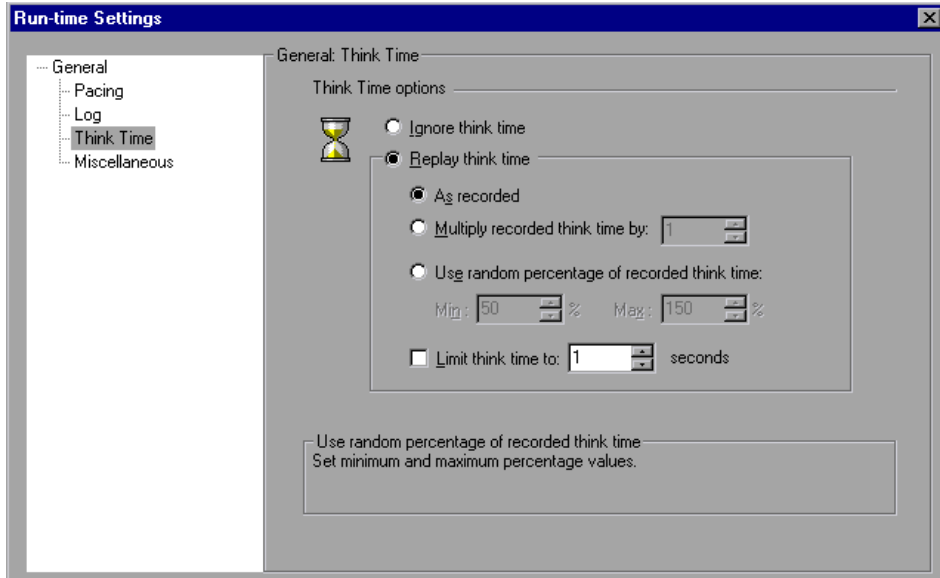 Run-time Settings
General
Pacing
Log
Think Time
Miscellaneous
General: Think Time
Think Time options
Ignore think time
Replay think time
As recorded
Multiply recorded think time by: 1
Use random percentage of recorded think time:
Min : 50 % Max : 150 %
Limit think time to: 1 seconds
Use random percentage of recorded think time
Set minimum and maximum percentage values.